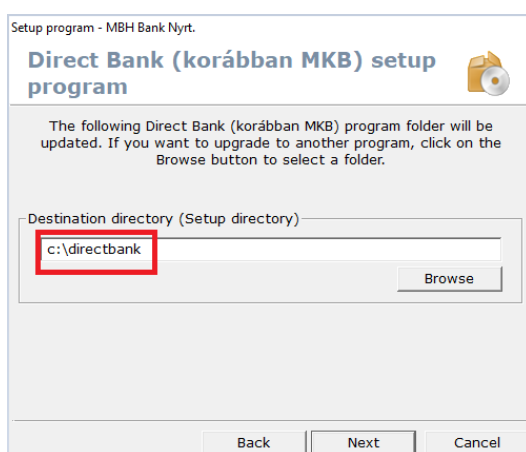 Setup program - MBH Bank Nyrt.
Direct Bank (korábban MKB) setup
program
The following Direct Bank (korábban MKB) program folder will be
updated. If you want to upgrade to another program, click on the
Browse button to select a folder.
Destination directory (Setup directory)
c:\directbank
Browse
Back Next Cancel